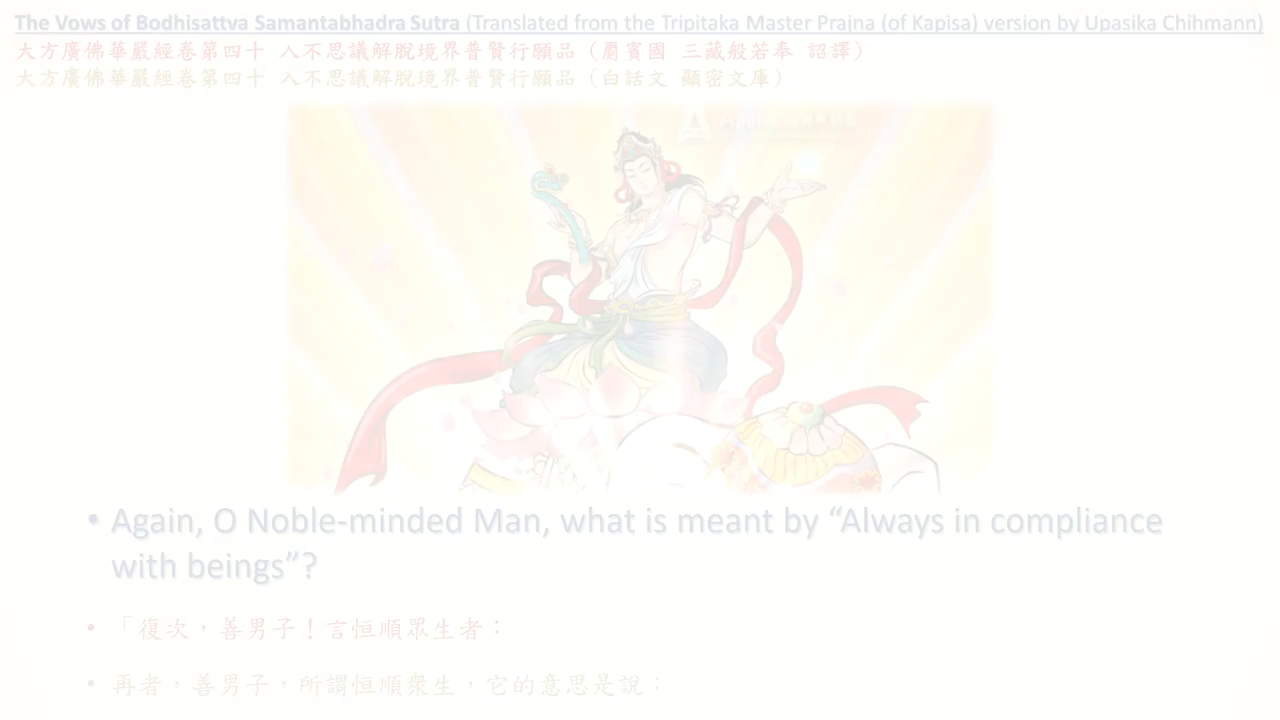 The Vows of Bodhisattva Samantabhadra Sutra (Translated from the Tripitaka Master Prajna (of Kapisa) version by Upasika Chihmann)
大方廣佛華嚴經卷第四十 入不思議解脫境界普賢行願品（罽賓國 三藏般若奉 詔譯）
大方廣佛華嚴經卷第四十 入不思議解脫境界普賢行願品（白話文 顯密文庫）
• Again, O Noble-minded Man, what is meant by “Always in compliance
with beings”?
• 「復次，善男子！言恒順眾生者：
• 再者，善男子，所謂恒順衆生，它的意思是說：